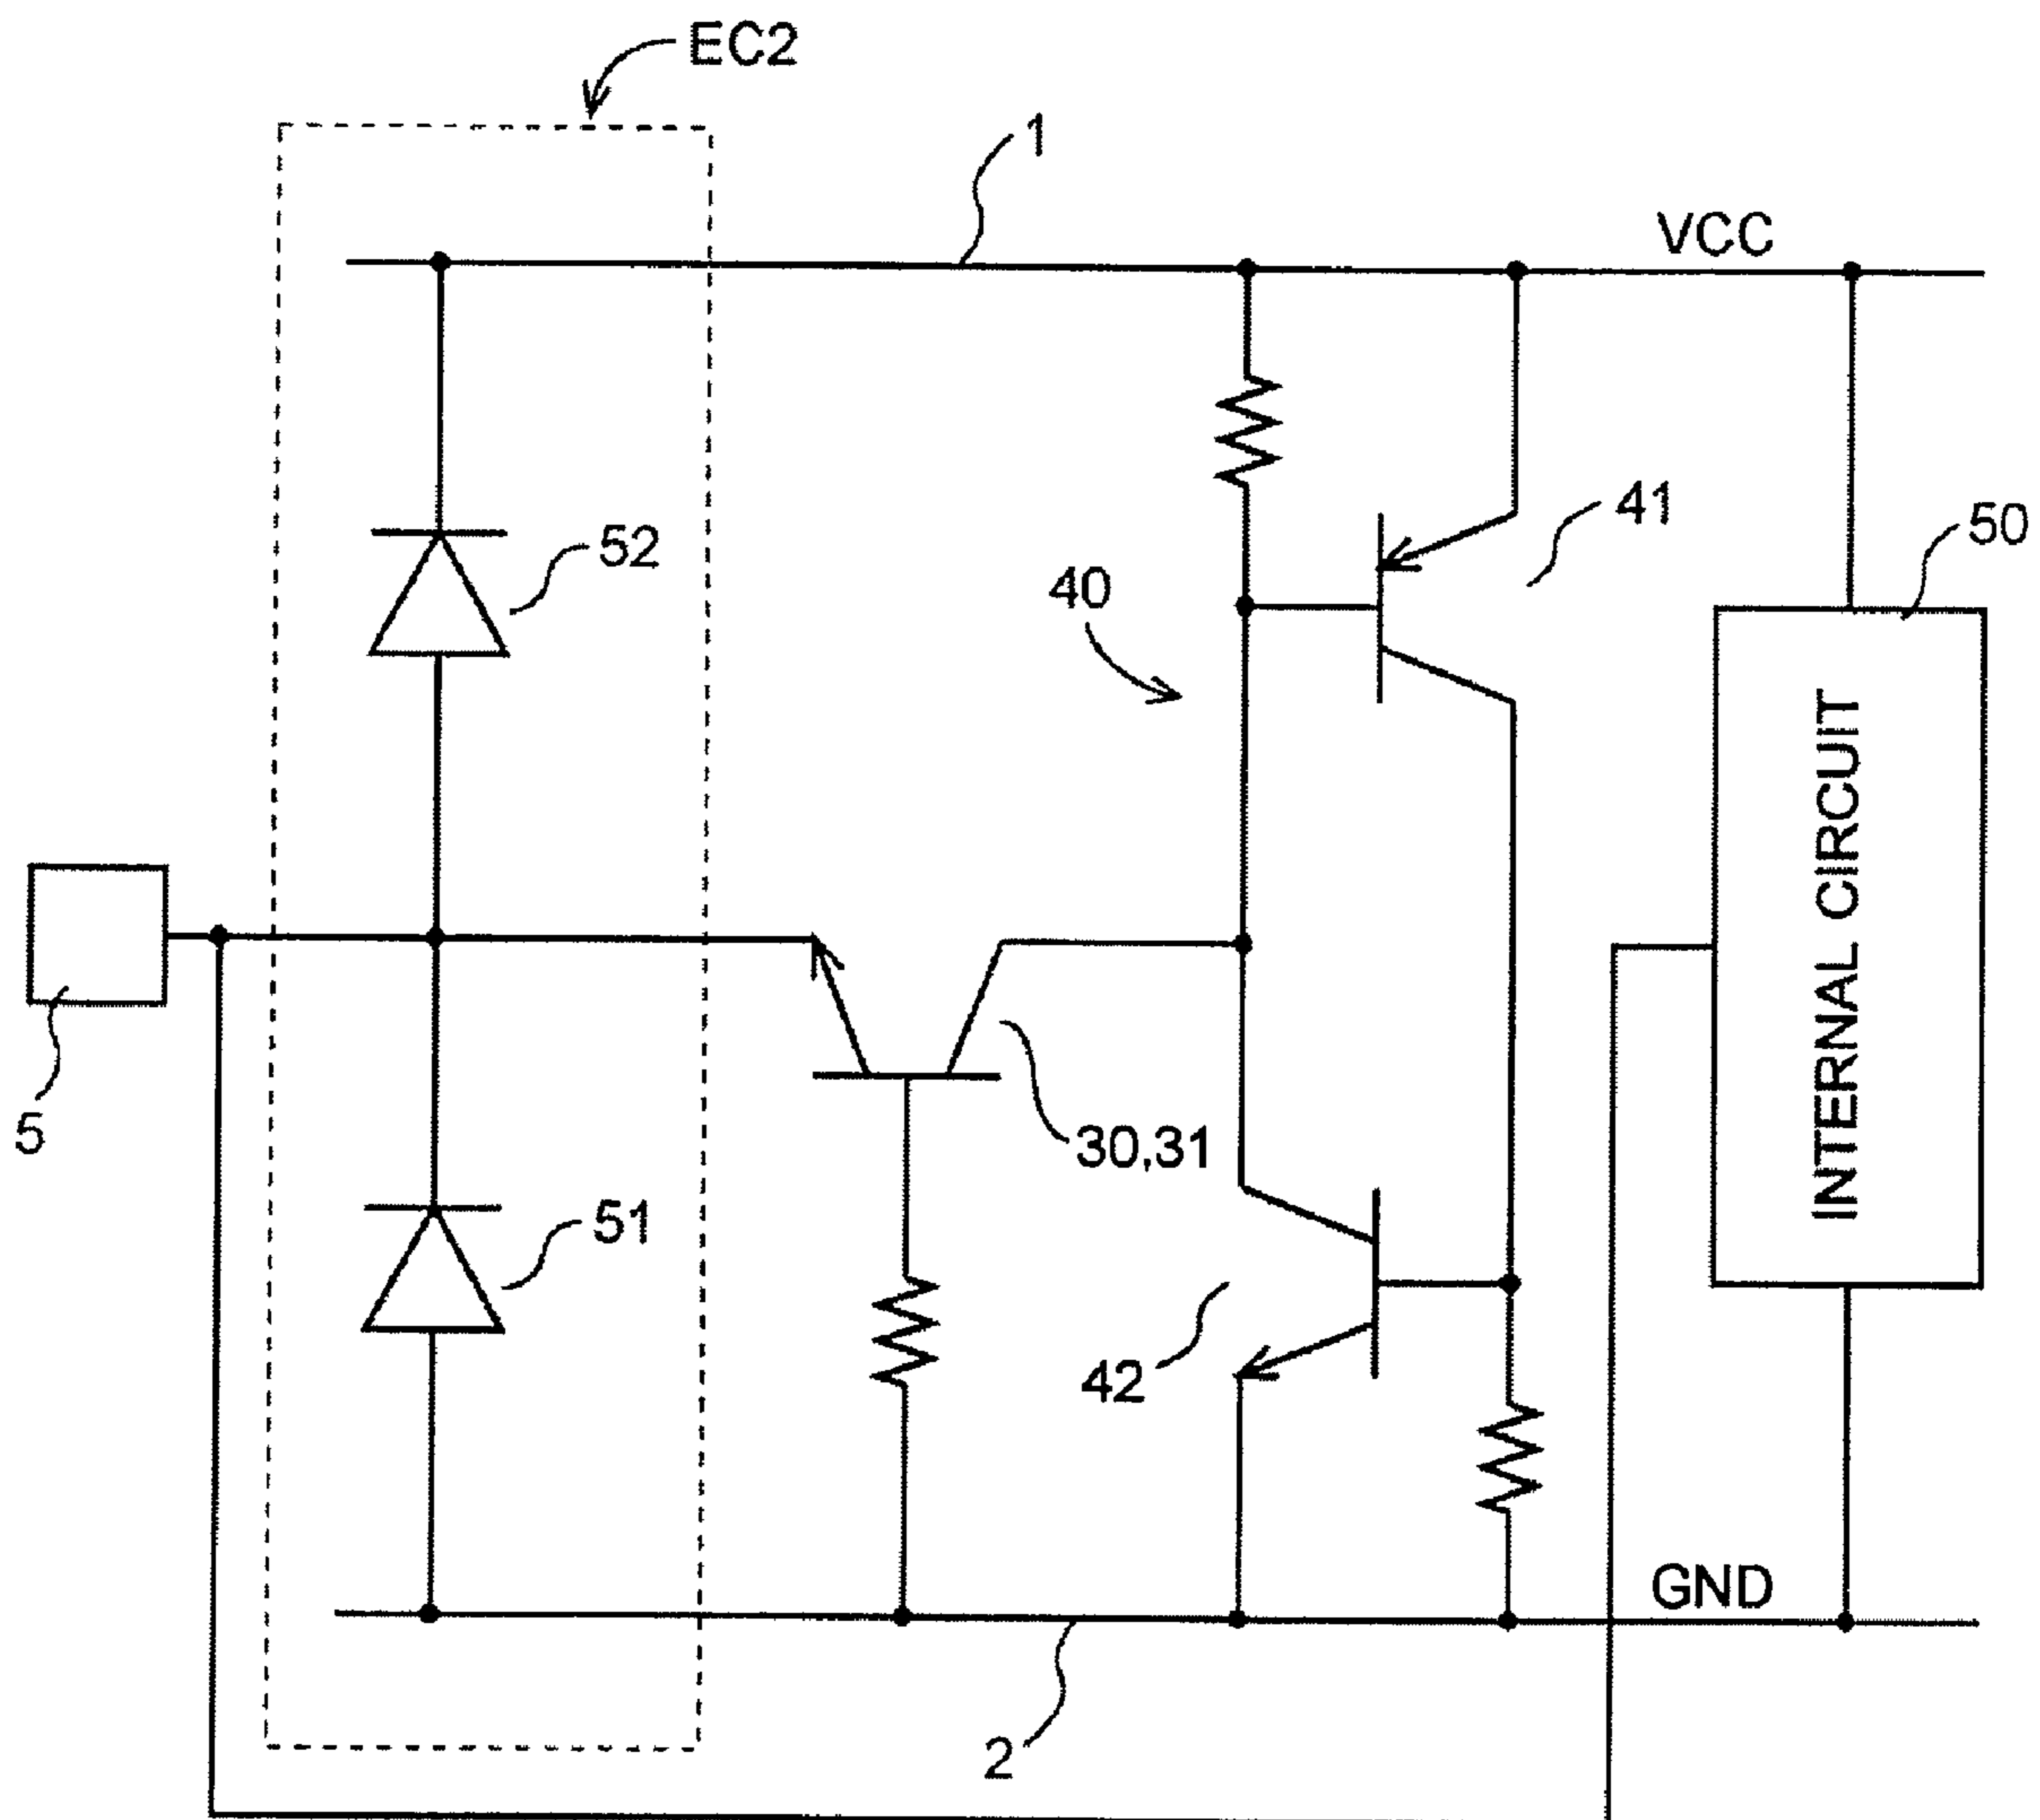 EC2
1
VCC
52
41
50
40
INTERNAL CIRCUIT
5
30,31
51
42
GND
2